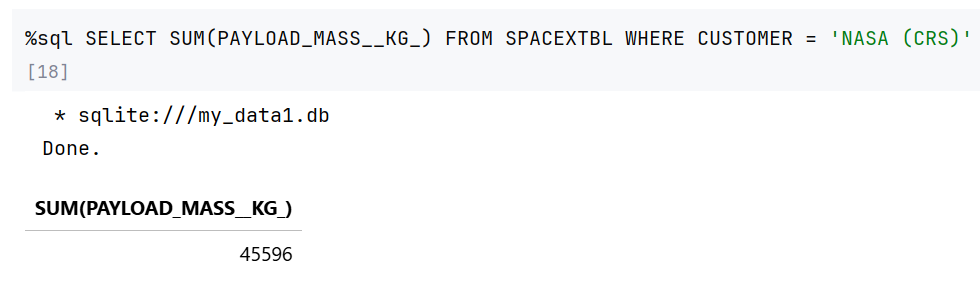 %sql SELECT SUM(PAYLOAD_MASS__KG_) FROM SPACEXTBL WHERE CUSTOMER = 'NASA (CRS)'
[18]
* sqlite:///my_data1.db
Done.
SUM(PAYLOAD_MASS__KG_)
45596